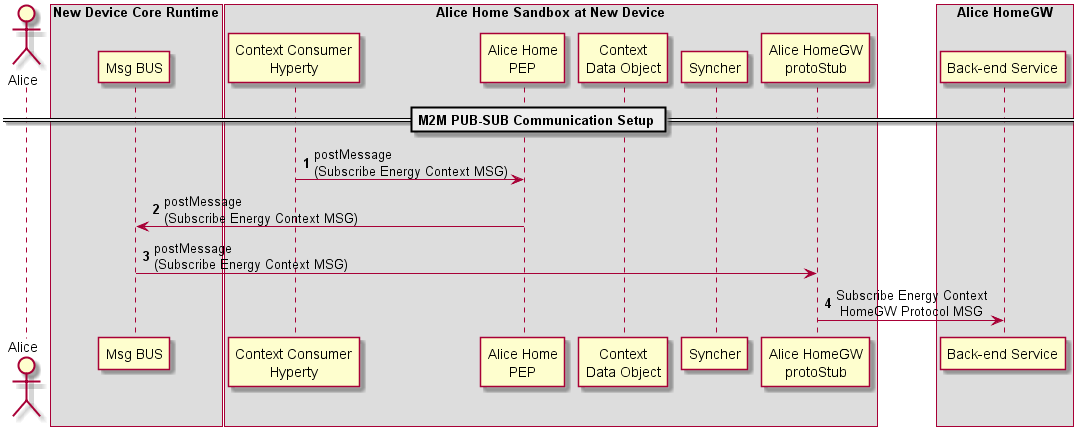 New Device Core Runtime
Alice Home Sandbox at New Device
Alice HomeGW
Alice
Msg BUS
Context Consumer
Hyperty
Alice Home
PEP
Context
Data Object
Syncher
Alice HomeGW
protoStub
Back-end Service
M2M PUB-SUB Communication Setup
1 postMessage
(Subscribe Energy Context MSG)
2 postMessage
(Subscribe Energy Context MSG)
3 postMessage
(Subscribe Energy Context MSG)
4 Subscribe Energy Context
HomeGW Protocol MSG
Alice
Msg BUS
Context Consumer
Hyperty
Alice Home
PEP
Context
Data Object
Syncher
Alice HomeGW
protoStub
Back-end Service